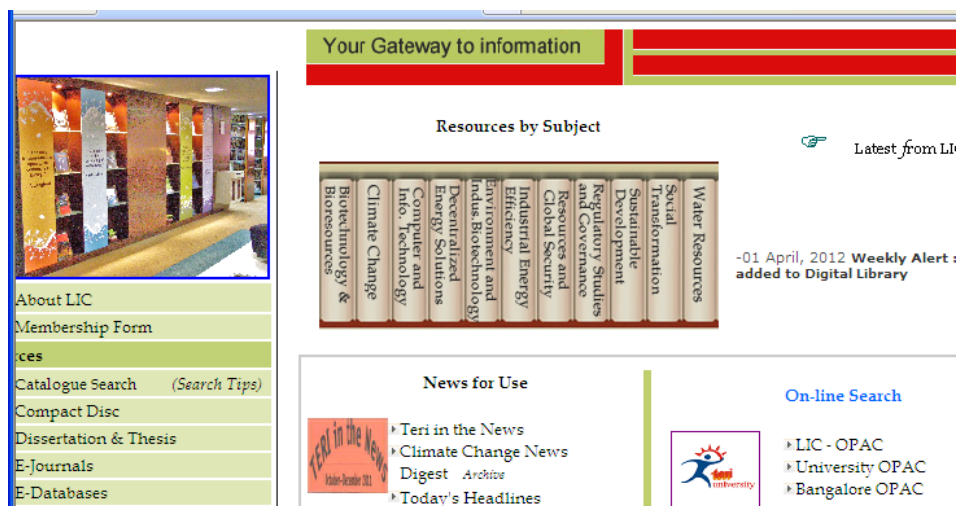 Your Gateway to information
Resources by Subject
Latest from LIC
Biotechnology &
Bioresources
Climate Change
Computer and
Info. Technology
Decentralized
Energy Solutions
Environment and
Indus. Biotechnology
Industrial Energy
Efficiency
Resources and
Global Security
Regulatory Studies
and Governance
Sustainable
Development
Social
Transformation
Water Resources
-01 April, 2012 Weekly Alert :
added to Digital Library
About LIC
Membership Form
rces
Catalogue Search (Search Tips)
Compact Disc
Dissertation & Thesis
E-Journals
E-Databases
News for Use
TERI in the News
October-December 2011
Teri in the News
Climate Change News
Digest Archive
Today's Headlines
On-line Search
teri
university
LIC - OPAC
University OPAC
Bangalore OPAC